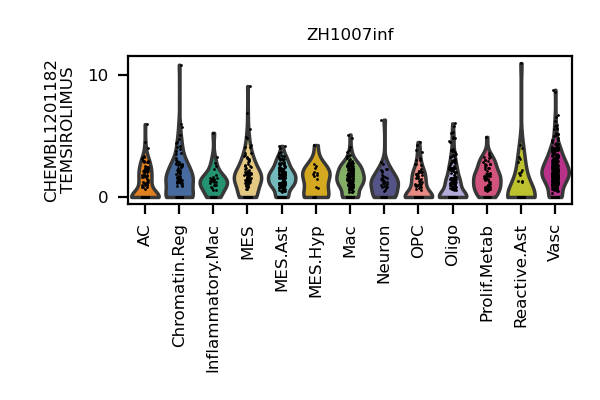 ZH1007inf
CHEMBL1201182
TEMSIROLIMUS
10
0
AC
Chromatin.Reg
Inflammatory.Mac
MES
MES.Ast
MES.Hyp
Mac
Neuron
OPC
Oligo
Prolif.Metab
Reactive.Ast
Vasc